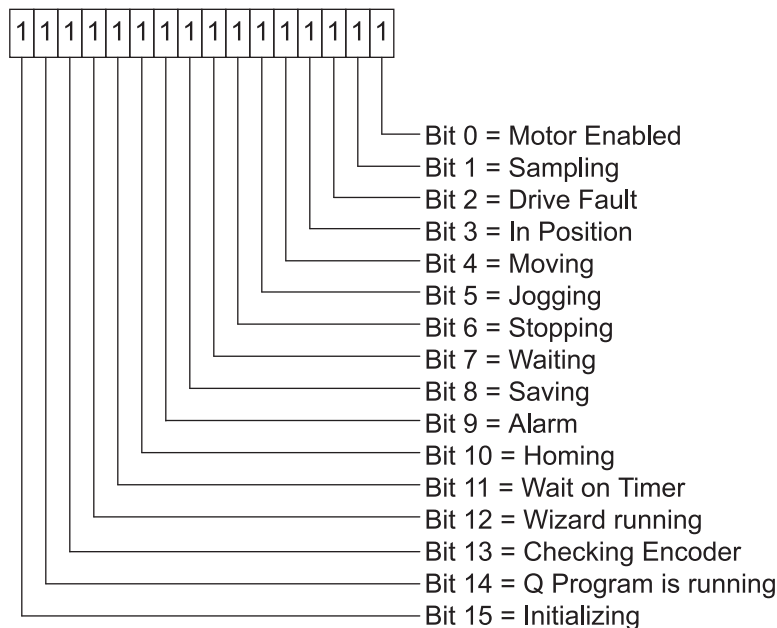 1 1 1 1 1 1 1 1 1 1 1 1 1 1 1 1
Bit 0 = Motor Enabled
Bit 1 = Sampling
Bit 2 = Drive Fault
Bit 3 = In Position
Bit 4 = Moving
Bit 5 = Jogging
Bit 6 = Stopping
Bit 7 = Waiting
Bit 8 = Saving
Bit 9 = Alarm
Bit 10 = Homing
Bit 11 = Wait on Timer
Bit 12 = Wizard running
Bit 13 = Checking Encoder
Bit 14 = Q Program is running
Bit 15 = Initializing